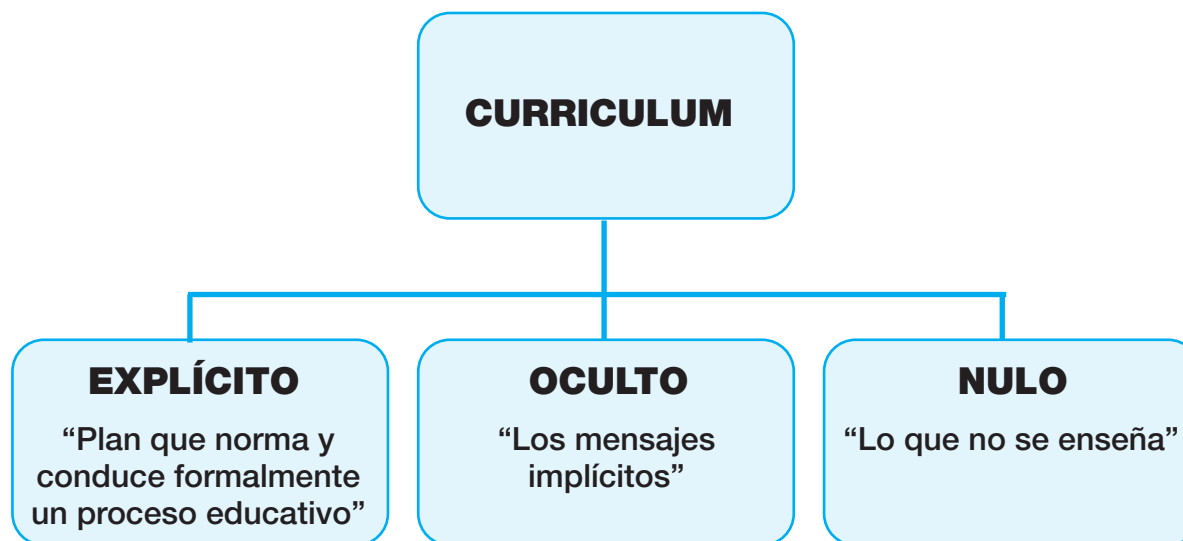 CURRICULUM
EXPLÍCITO
“Plan que norma y
conduce formalmente
un proceso educativo”
OCULTO
“Los mensajes
implícitos”
NULO
“Lo que no se enseña”